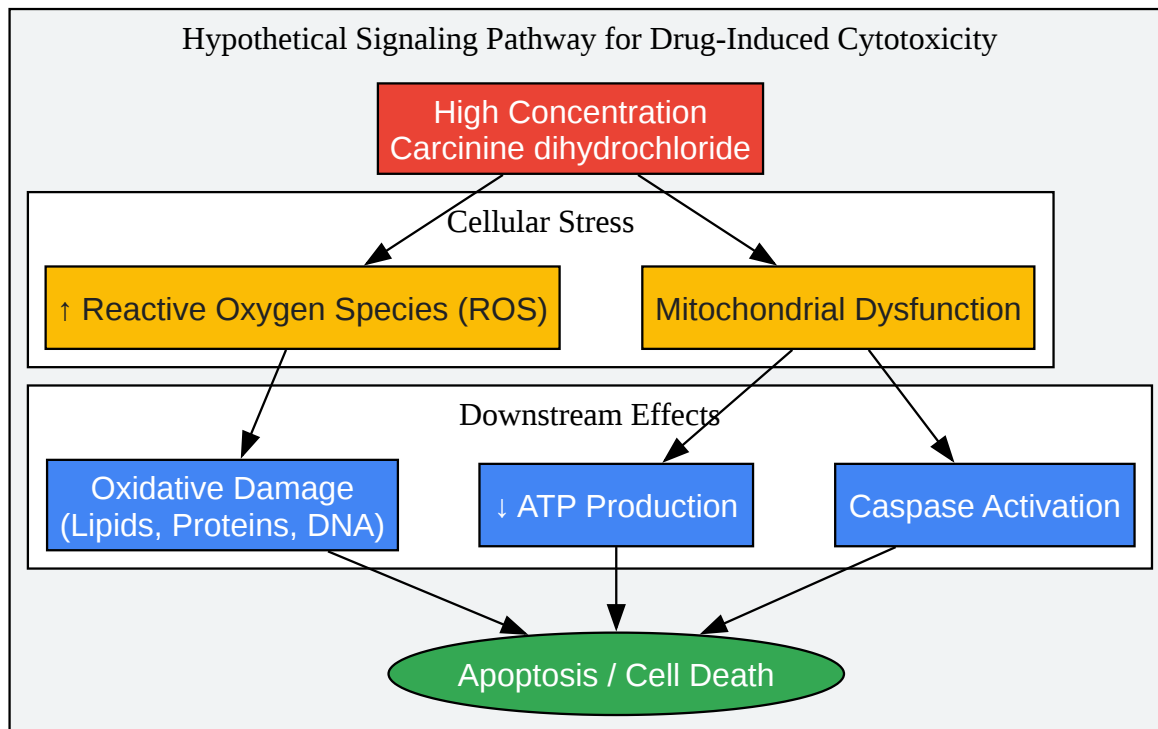 Hypothetical Signaling Pathway for Drug-Induced Cytotoxicity
High Concentration
Carcinine dihydrochloride
Cellular Stress
↑ Reactive Oxygen Species (ROS)
Mitochondrial Dysfunction
Downstream Effects
Oxidative Damage
(Lipids, Proteins, DNA)
↓ ATP Production
Caspase Activation
Apoptosis / Cell Death